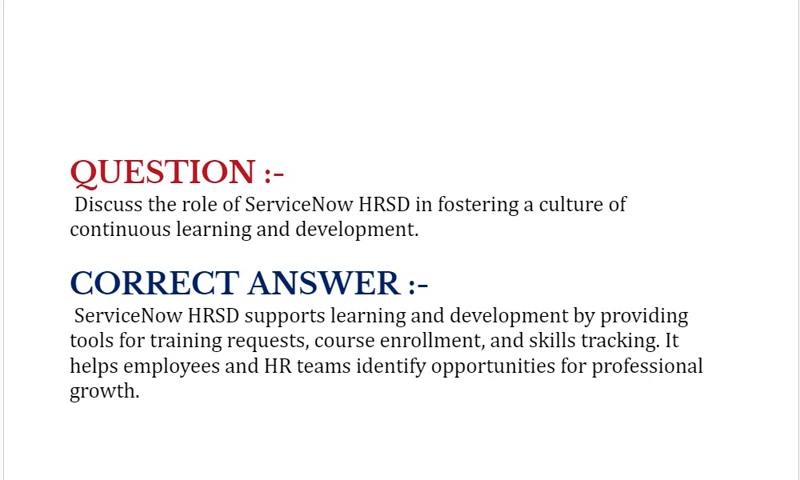 QUESTION :-
Discuss the role of ServiceNow HRSD in fostering a culture of
continuous learning and development.
CORRECT ANSWER :-
ServiceNow HRSD supports learning and development by providing
tools for training requests, course enrollment, and skills tracking. It
helps employees and HR teams identify opportunities for professional
growth.